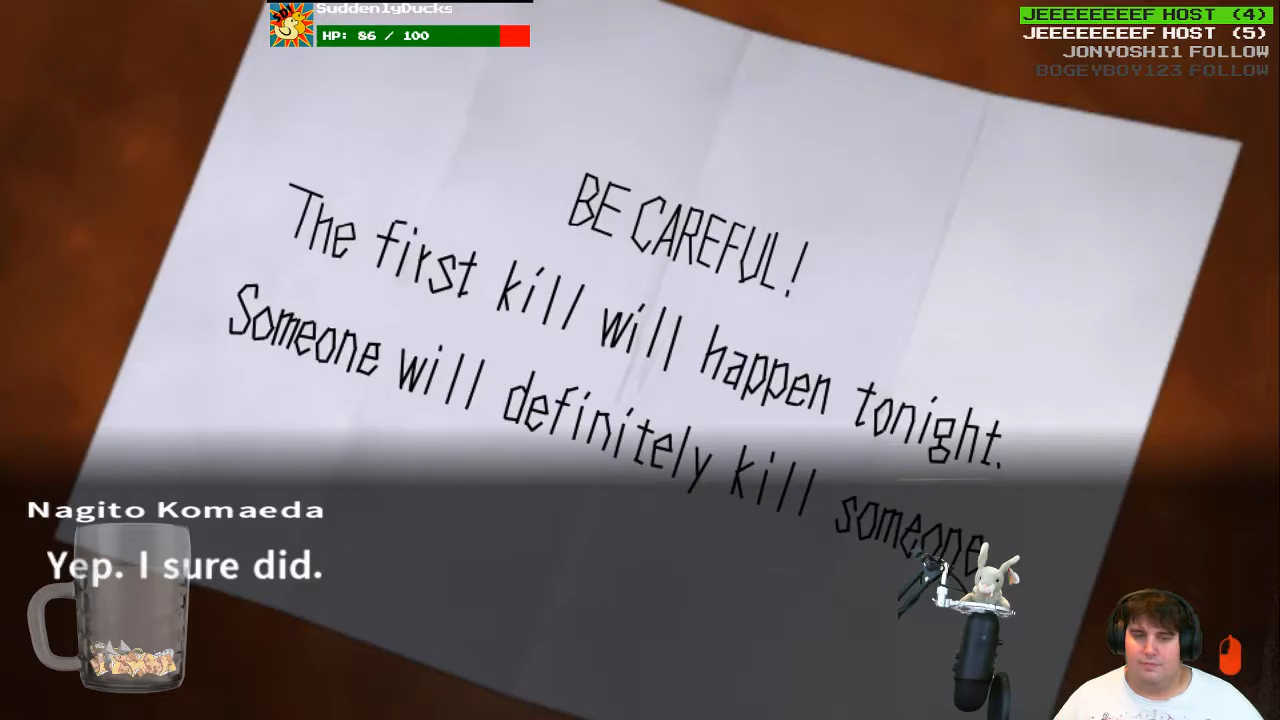 SuddenlyDucks
HP: 86 / 100
JEEEEEEEEF HOST (4)
JEEEEEEEEF HOST (5)
JONYOSHI1 FOLLOW
BOGEYBOY123 FOLLOW
BE CAREFUL!
The first kill will happen tonight.
Someone will definitely kill someone
Nagito Komaeda
Yep. I sure did.